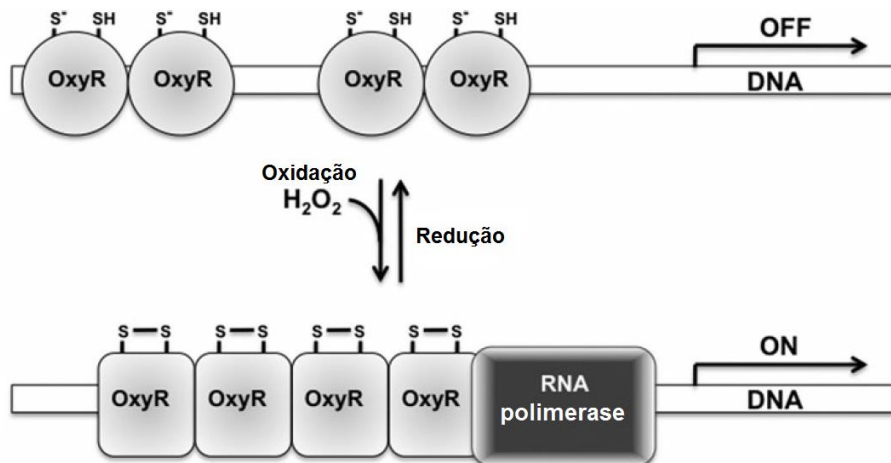 S- SH S- SH S- SH S- SH
OFF
OxyR OxyR OxyR OxyR
DNA
Oxidação
H₂O₂
Redução
S S S S S S S S
ON
OxyR OxyR OxyR OxyR
RNA
polimerase
DNA